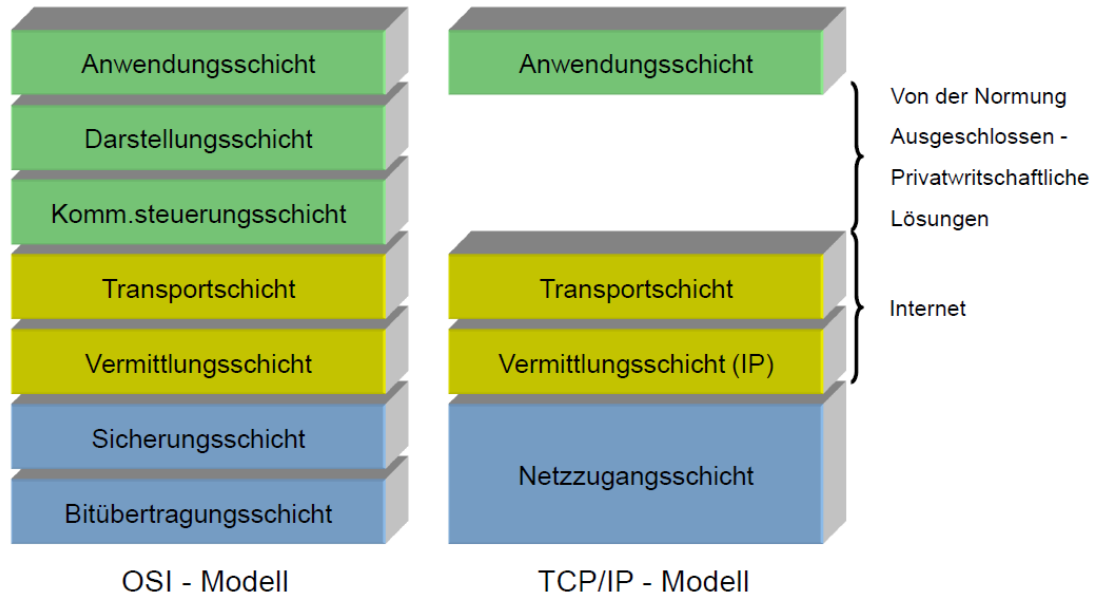 Anwendungsschicht
Darstellungsschicht
Komm.steuerungsschicht
Transportschicht
Vermittlungsschicht
Sicherungsschicht
Bitübertragungsschicht
OSI - Modell
Anwendungsschicht
Transportschicht
Vermittlungsschicht (IP)
Netzzugangsschicht
TCP/IP - Modell
Von der Normung
Ausgeschlossen -
Privatwritschaftliche
Lösungen
Internet